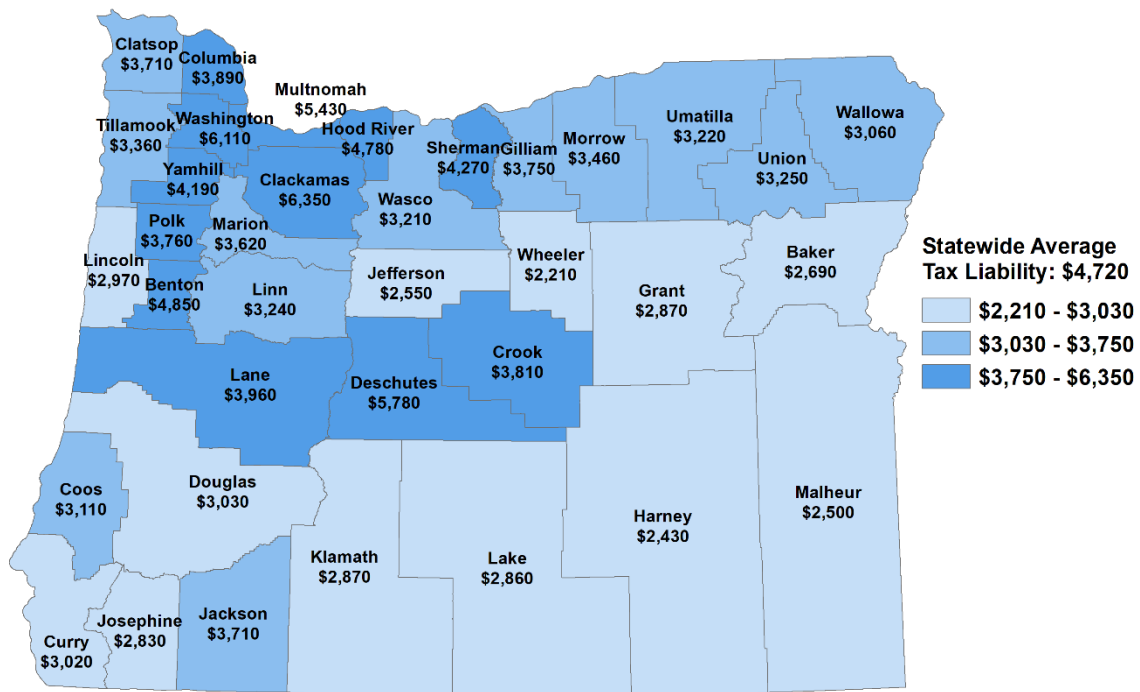 Clatsop
$3,710
Columbia
$3,890
Multnomah
$5,430
Tillamook
$3,360
Washington
$6,110
Hood River
$4,780
Sherman
$4,270
Gilliam
$3,750
Morrow
$3,460
Umatilla
$3,220
Union
$3,250
Wallowa
$3,060
Yamhill
$4,190
Clackamas
$6,350
Wasco
$3,210
Polk
$3,760
Marion
$3,620
Lincoln
$2,970
Benton
$4,850
Linn
$3,240
Jefferson
$2,550
Wheeler
$2,210
Grant
$2,870
Baker
$2,690
Statewide Average
Tax Liability: $4,720
$2,210 - $3,030
$3,030 - $3,750
$3,750 - $6,350
Lane
$3,960
Deschutes
$5,780
Crook
$3,810
Coos
$3,110
Douglas
$3,030
Klamath
$2,870
Lake
$2,860
Harney
$2,430
Malheur
$2,500
Curry
$3,020
Josephine
$2,830
Jackson
$3,710